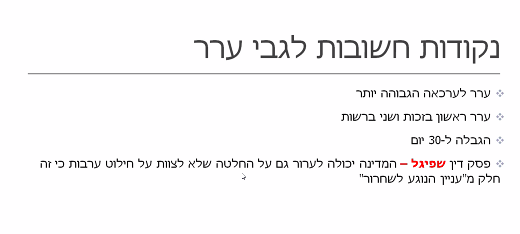 נקודות חשובות לגבי ערר
ערר לערכאה הגבוהה יותר
ערר ראשון בזכות ושני ברשות
הגבלה ל-30 יום
פסק דין שפיגל – המדינה יכולה לערור גם על החלטה שלא לצוות על חילוט ערבות כי זה
חלק מ"עניין הנוגע לשחרור"